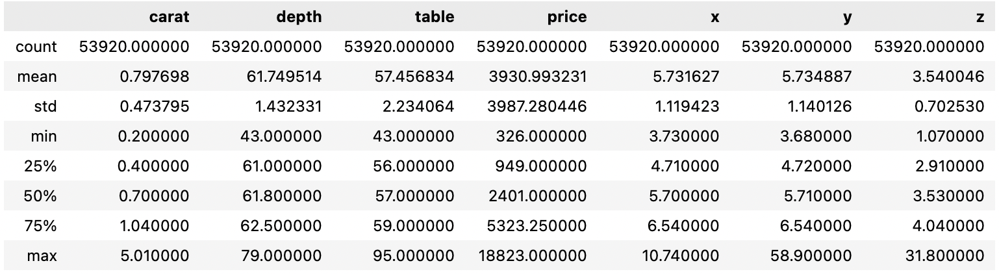 carat depth table price x y z
count 53920.000000 53920.000000 53920.000000 53920.000000 53920.000000 53920.000000 53920.000000
mean 0.797698 61.749514 57.456834 3930.993231 5.731627 5.734887 3.540046
std 0.473795 1.432331 2.234064 3987.280446 1.119423 1.140126 0.702530
min 0.200000 43.000000 43.000000 326.000000 3.730000 3.680000 1.070000
25% 0.400000 61.000000 56.000000 949.000000 4.710000 4.720000 2.910000
50% 0.700000 61.800000 57.000000 2401.000000 5.700000 5.710000 3.530000
75% 1.040000 62.500000 59.000000 5323.250000 6.540000 6.540000 4.040000
max 5.010000 79.000000 95.000000 18823.000000 10.740000 58.900000 31.800000